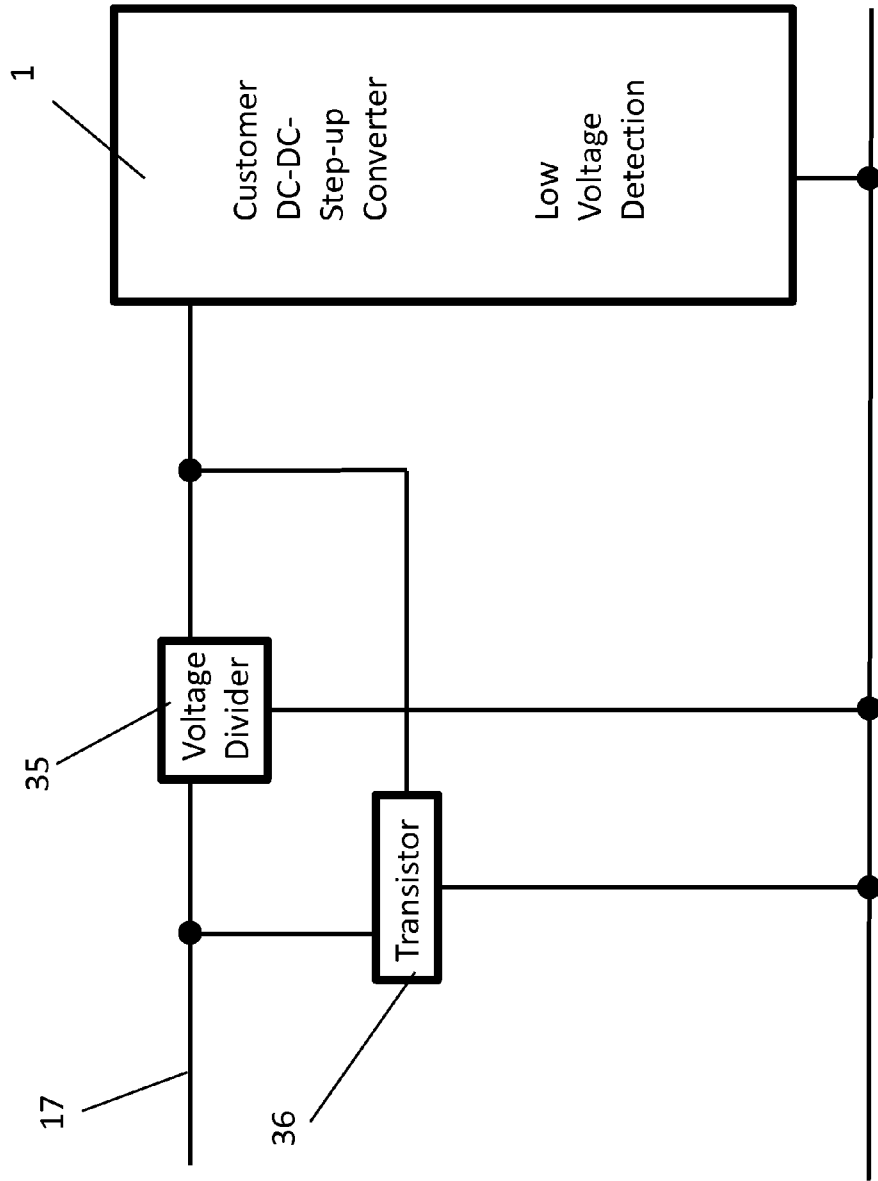 1
Customer
DC-DC-
Step-up
Converter
Low
Voltage
Detection
35
Voltage
Divider
Transistor
17
36